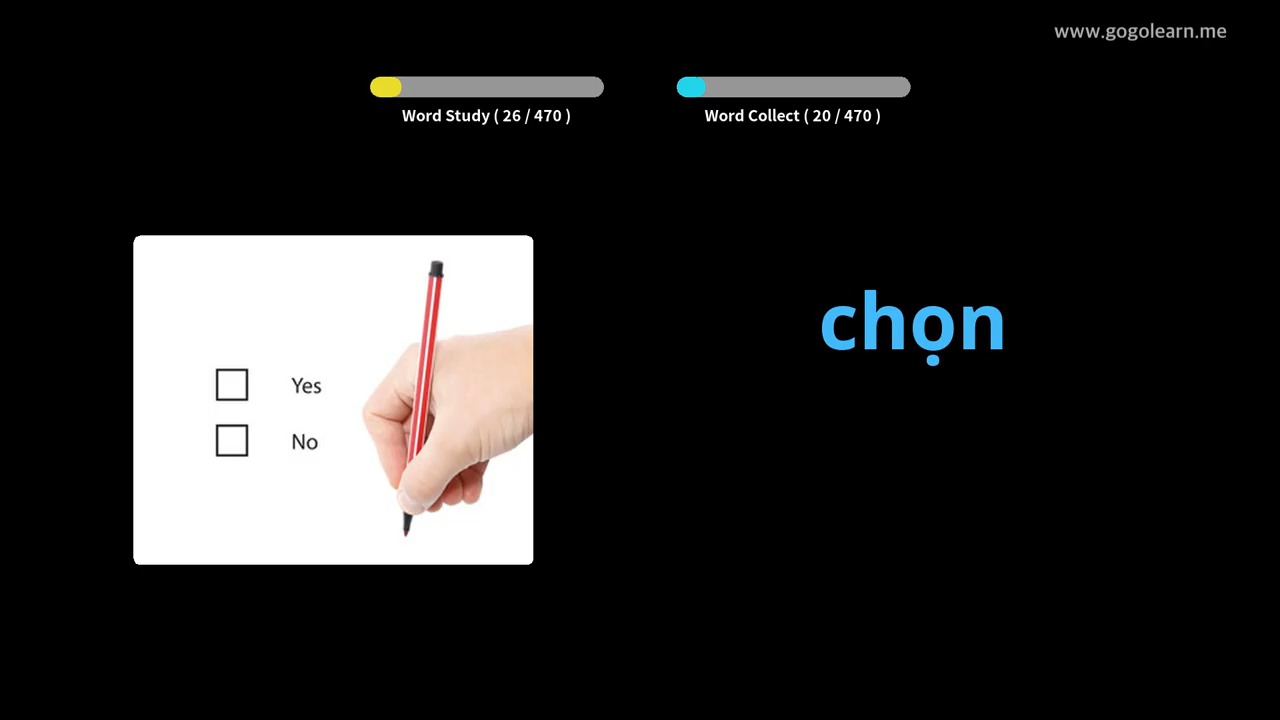 www.gogolearn.me
Word Study ( 26 / 470 )
Word Collect ( 20 / 470 )
Yes
No
chọn